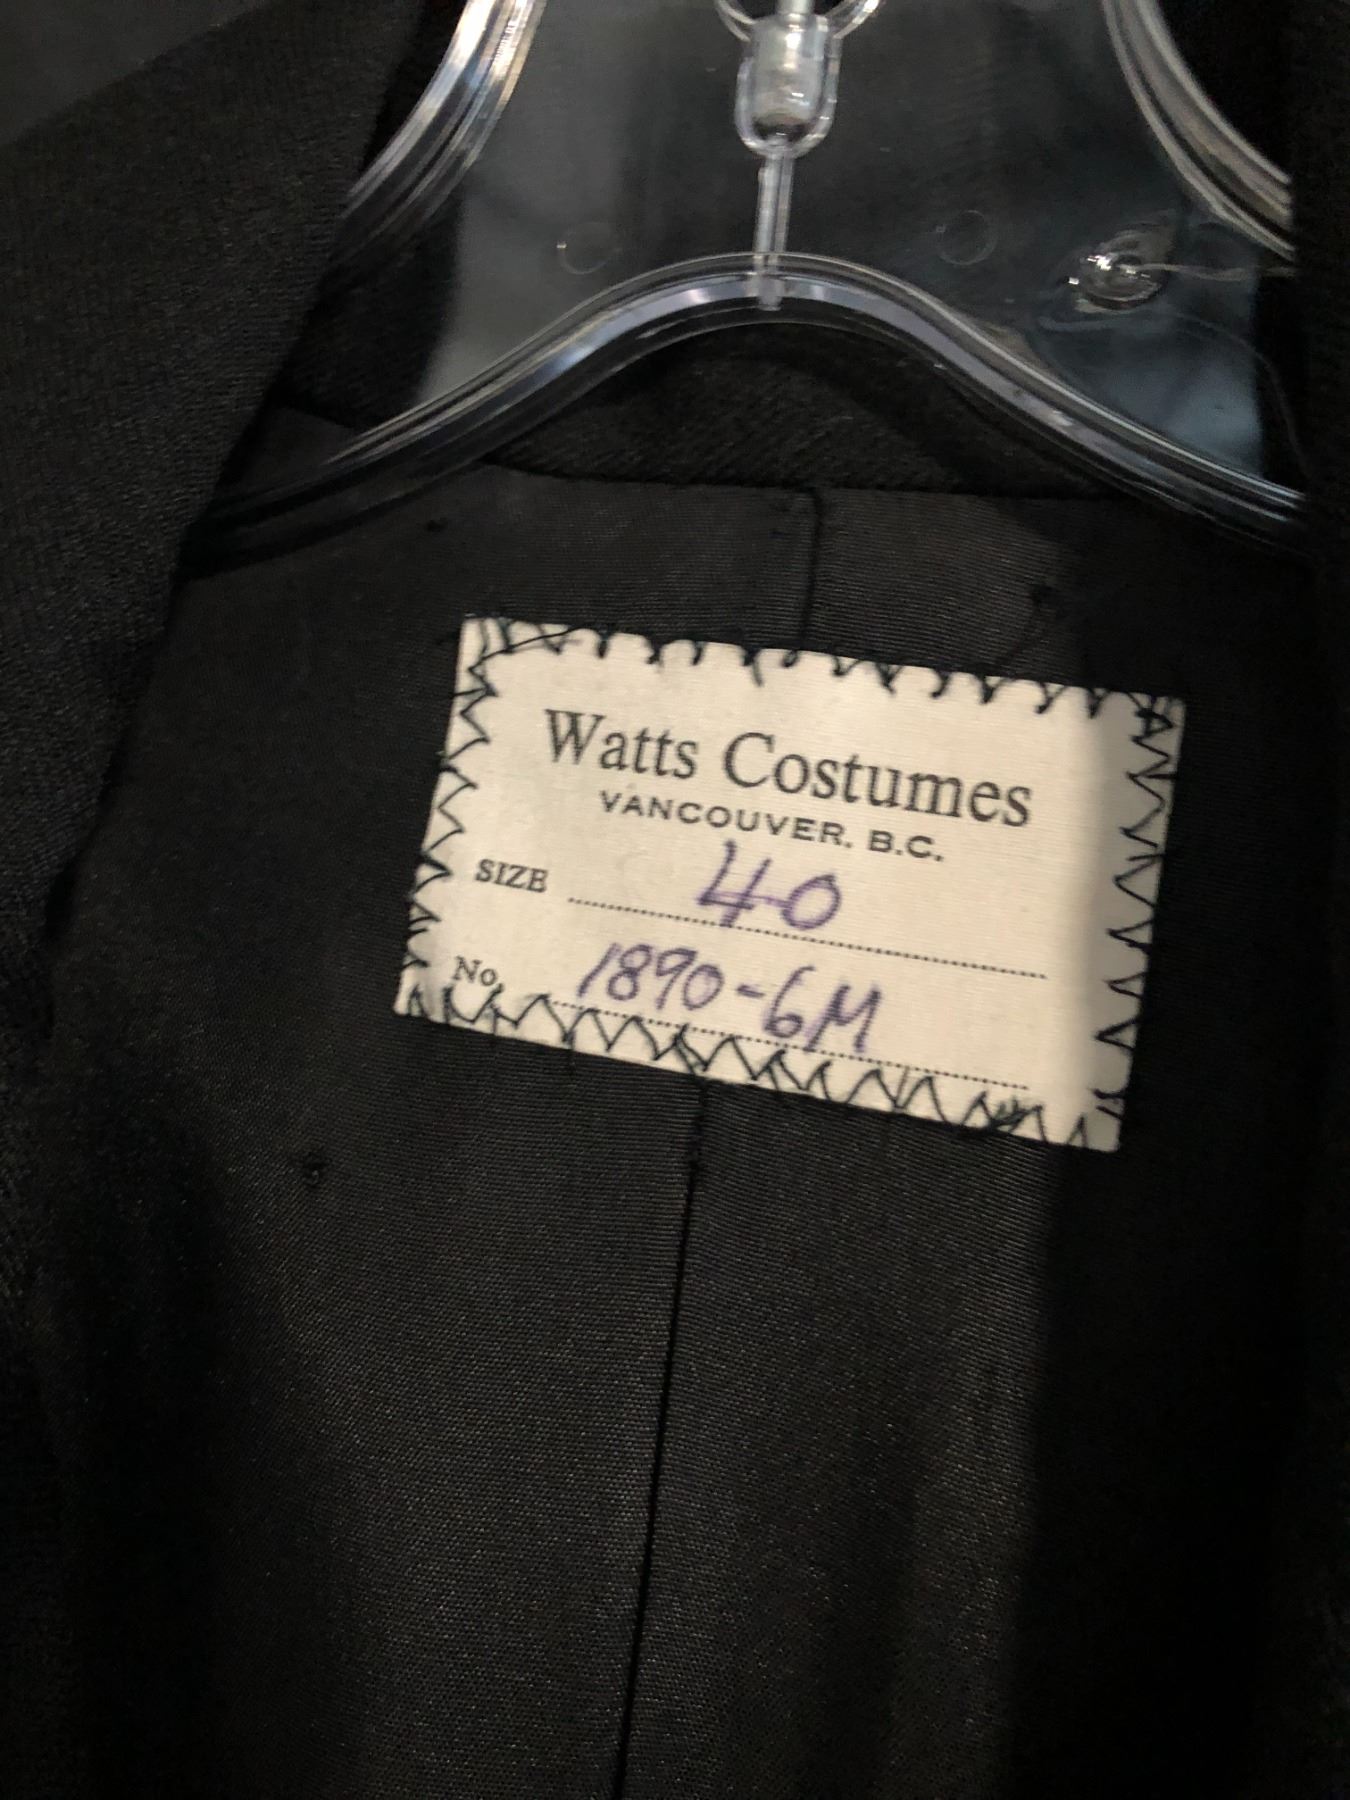 Watts Costumes
VANCOUVER. B.C.
SIZE 40
No. 1890-6M